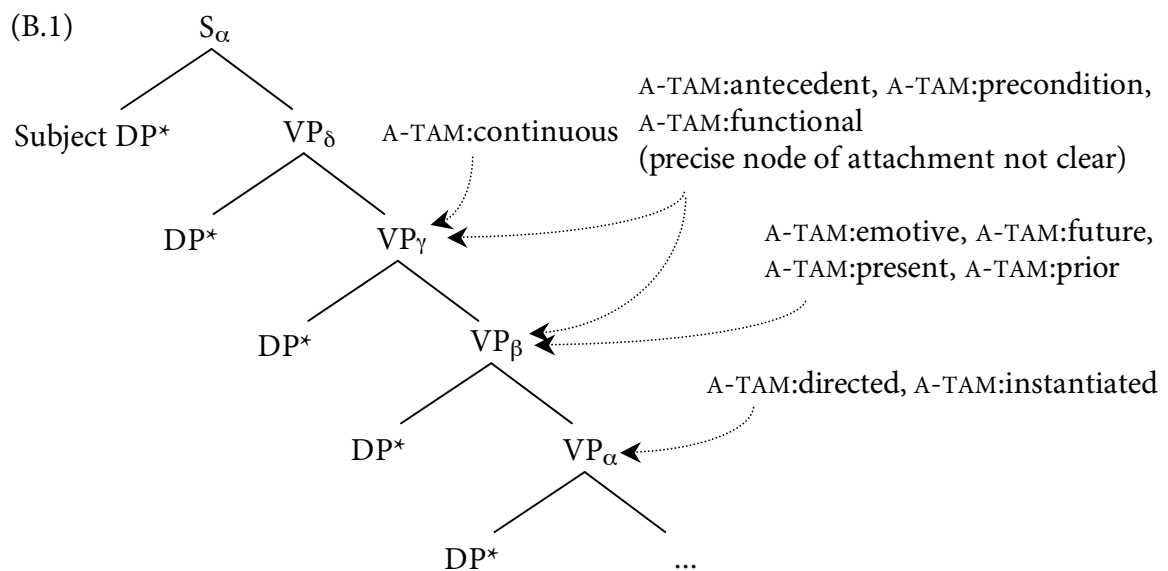 (B.1)
Sα
A-TAM:antecedent, A-TAM:precondition,
A-TAM:functional
(precise node of attachment not clear)
Subject DP*
VPδ
A-TAM:continuous
DP*
VPγ
A-TAM:emotive, A-TAM:future,
A-TAM:present, A-TAM:prior
DP*
VPβ
A-TAM:directed, A-TAM:instantiated
DP*
VPα
DP*
...